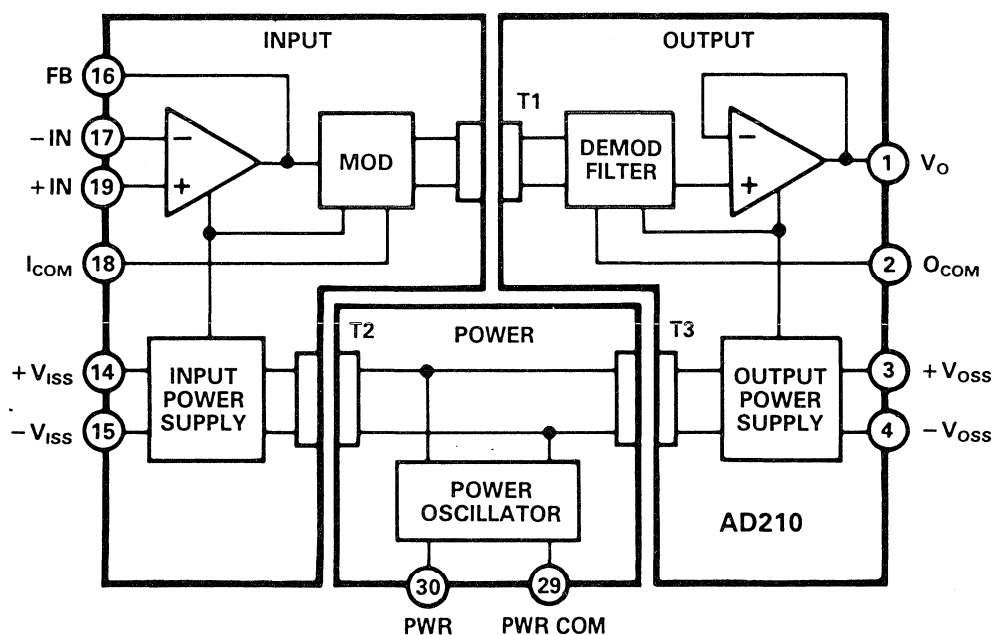 INPUT
OUTPUT
FB 16
− IN 17
+ IN 19
I_COM 18
+ V_ISS 14
− V_ISS 15
−
+
MOD
T1
DEMOD
FILTER
−
+
1 V_O
2 O_COM
T2
POWER
T3
INPUT
POWER
SUPPLY
OUTPUT
POWER
SUPPLY
3 + V_OSS
4 − V_OSS
POWER
OSCILLATOR
AD210
30
29
PWR
PWR COM